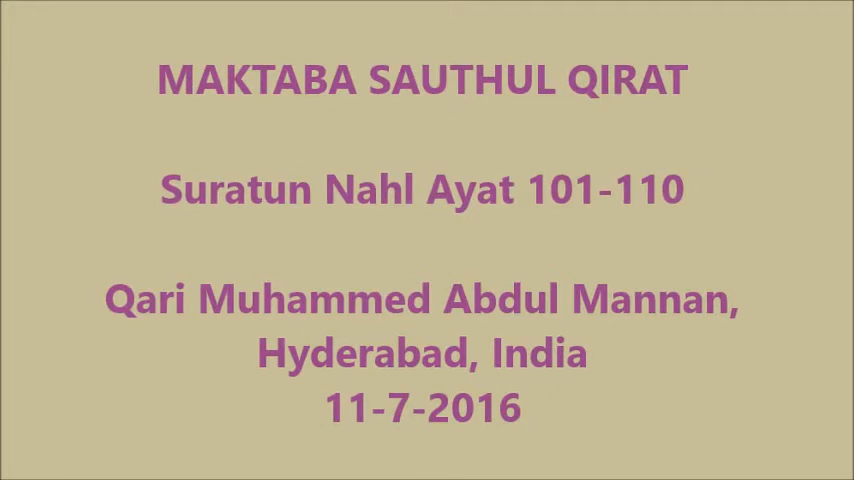 MAKTABA SAUTHUL QIRAT
Suratun Nahl Ayat 101-110
Qari Muhammed Abdul Mannan,
Hyderabad, India
11-7-2016